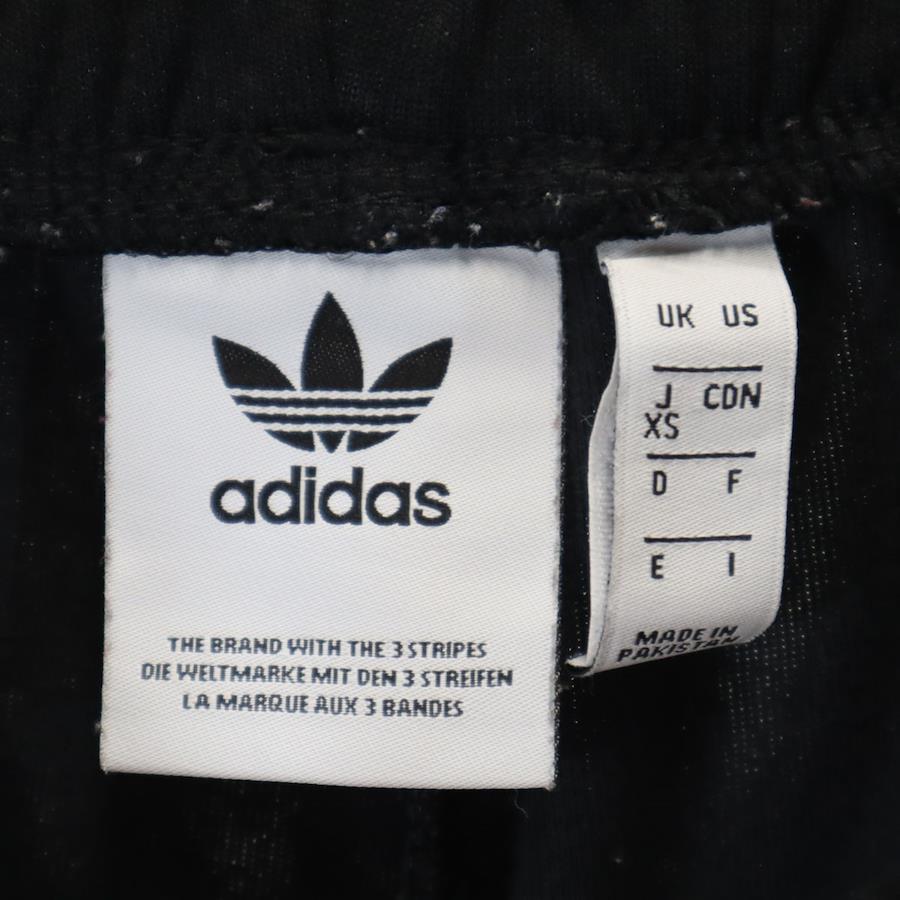 adidas
THE BRAND WITH THE 3 STRIPES
DIE WELTMARKE MIT DEN 3 STREIFEN
LA MARQUE AUX 3 BANDES
UK US
J CDN
XS
D F
E I
MADE IN
PAKISTAN